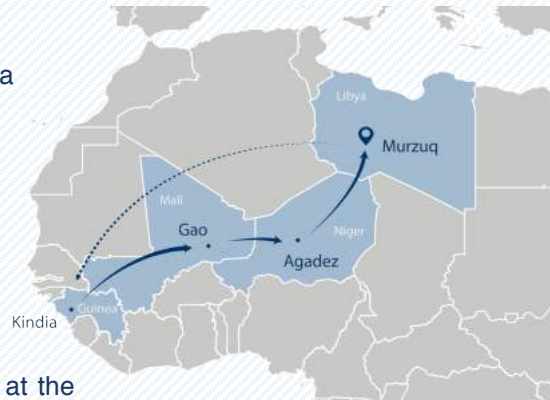 a
Libya
Murzuq
Mali
Gao
Niger
Agadez
Guinea
Kindia
at the